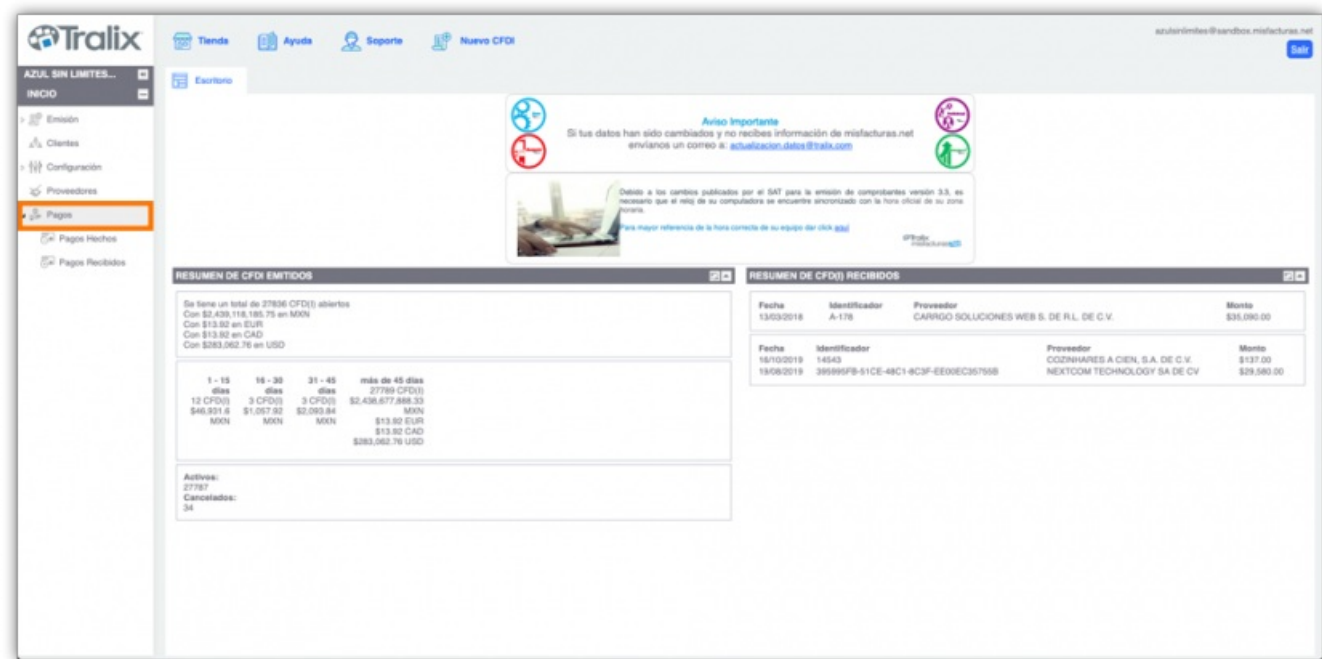 Tralix
Tienda
Ayuda
Soporte
Nuevo CFDI
azulsinlimites@sandbox.misfacturas.net
Salir
AZUL SIN LIMITES...
INICIO
Emisión
Clientes
Configuración
Proveedores
Pagos
Pagos Hechos
Pagos Recibidos
Escritorio
Aviso Importante
Si tus datos han sido cambiados y no recibes información de misfacturas.net
envíanos un correo a: actualizacion.datos@tralix.com
Debido a los cambios publicados por el SAT para la emisión de comprobantes versión 3.3, es
necesario que el reloj de su computadora se encuentre sincronizado con la hora oficial de su zona
horaria.
Para mayor referencia de la hora correcta de su equipo dar click aquí
Tralix
misfacturas
RESUMEN DE CFDI EMITIDOS
Se tiene un total de 27836 CFD(I) abiertos
Con $2,439,118,185.75 en MXN
Con $13.92 en EUR
Con $13.92 en CAD
Con $283,062.76 en USD
1 - 15 16 - 30 31 - 45 más de 45 días
días días días 27789 CFD(I)
12 CFD(I) 3 CFD(I) 3 CFD(I) $2,438,677,888.33
$46,931.6 $1,057.92 $2,093.84 MXN
MXN MXN MXN $13.92 EUR
$13.92 CAD
$283,062.76 USD
Activos:
27787
Cancelados:
34
RESUMEN DE CFD(I) RECIBIDOS
Fecha Identificador Proveedor Monto
13/03/2018 A-178 CARRGO SOLUCIONES WEB S. DE R.L. DE C.V. $35,090.00
Fecha Identificador Proveedor Monto
16/10/2019 14543 COZINHARES A CIEN, S.A. DE C.V. $137.00
19/08/2019 395995FB-51CE-48C1-8C3F-EE00EC35755B NEXTCOM TECHNOLOGY SA DE CV $29,580.00